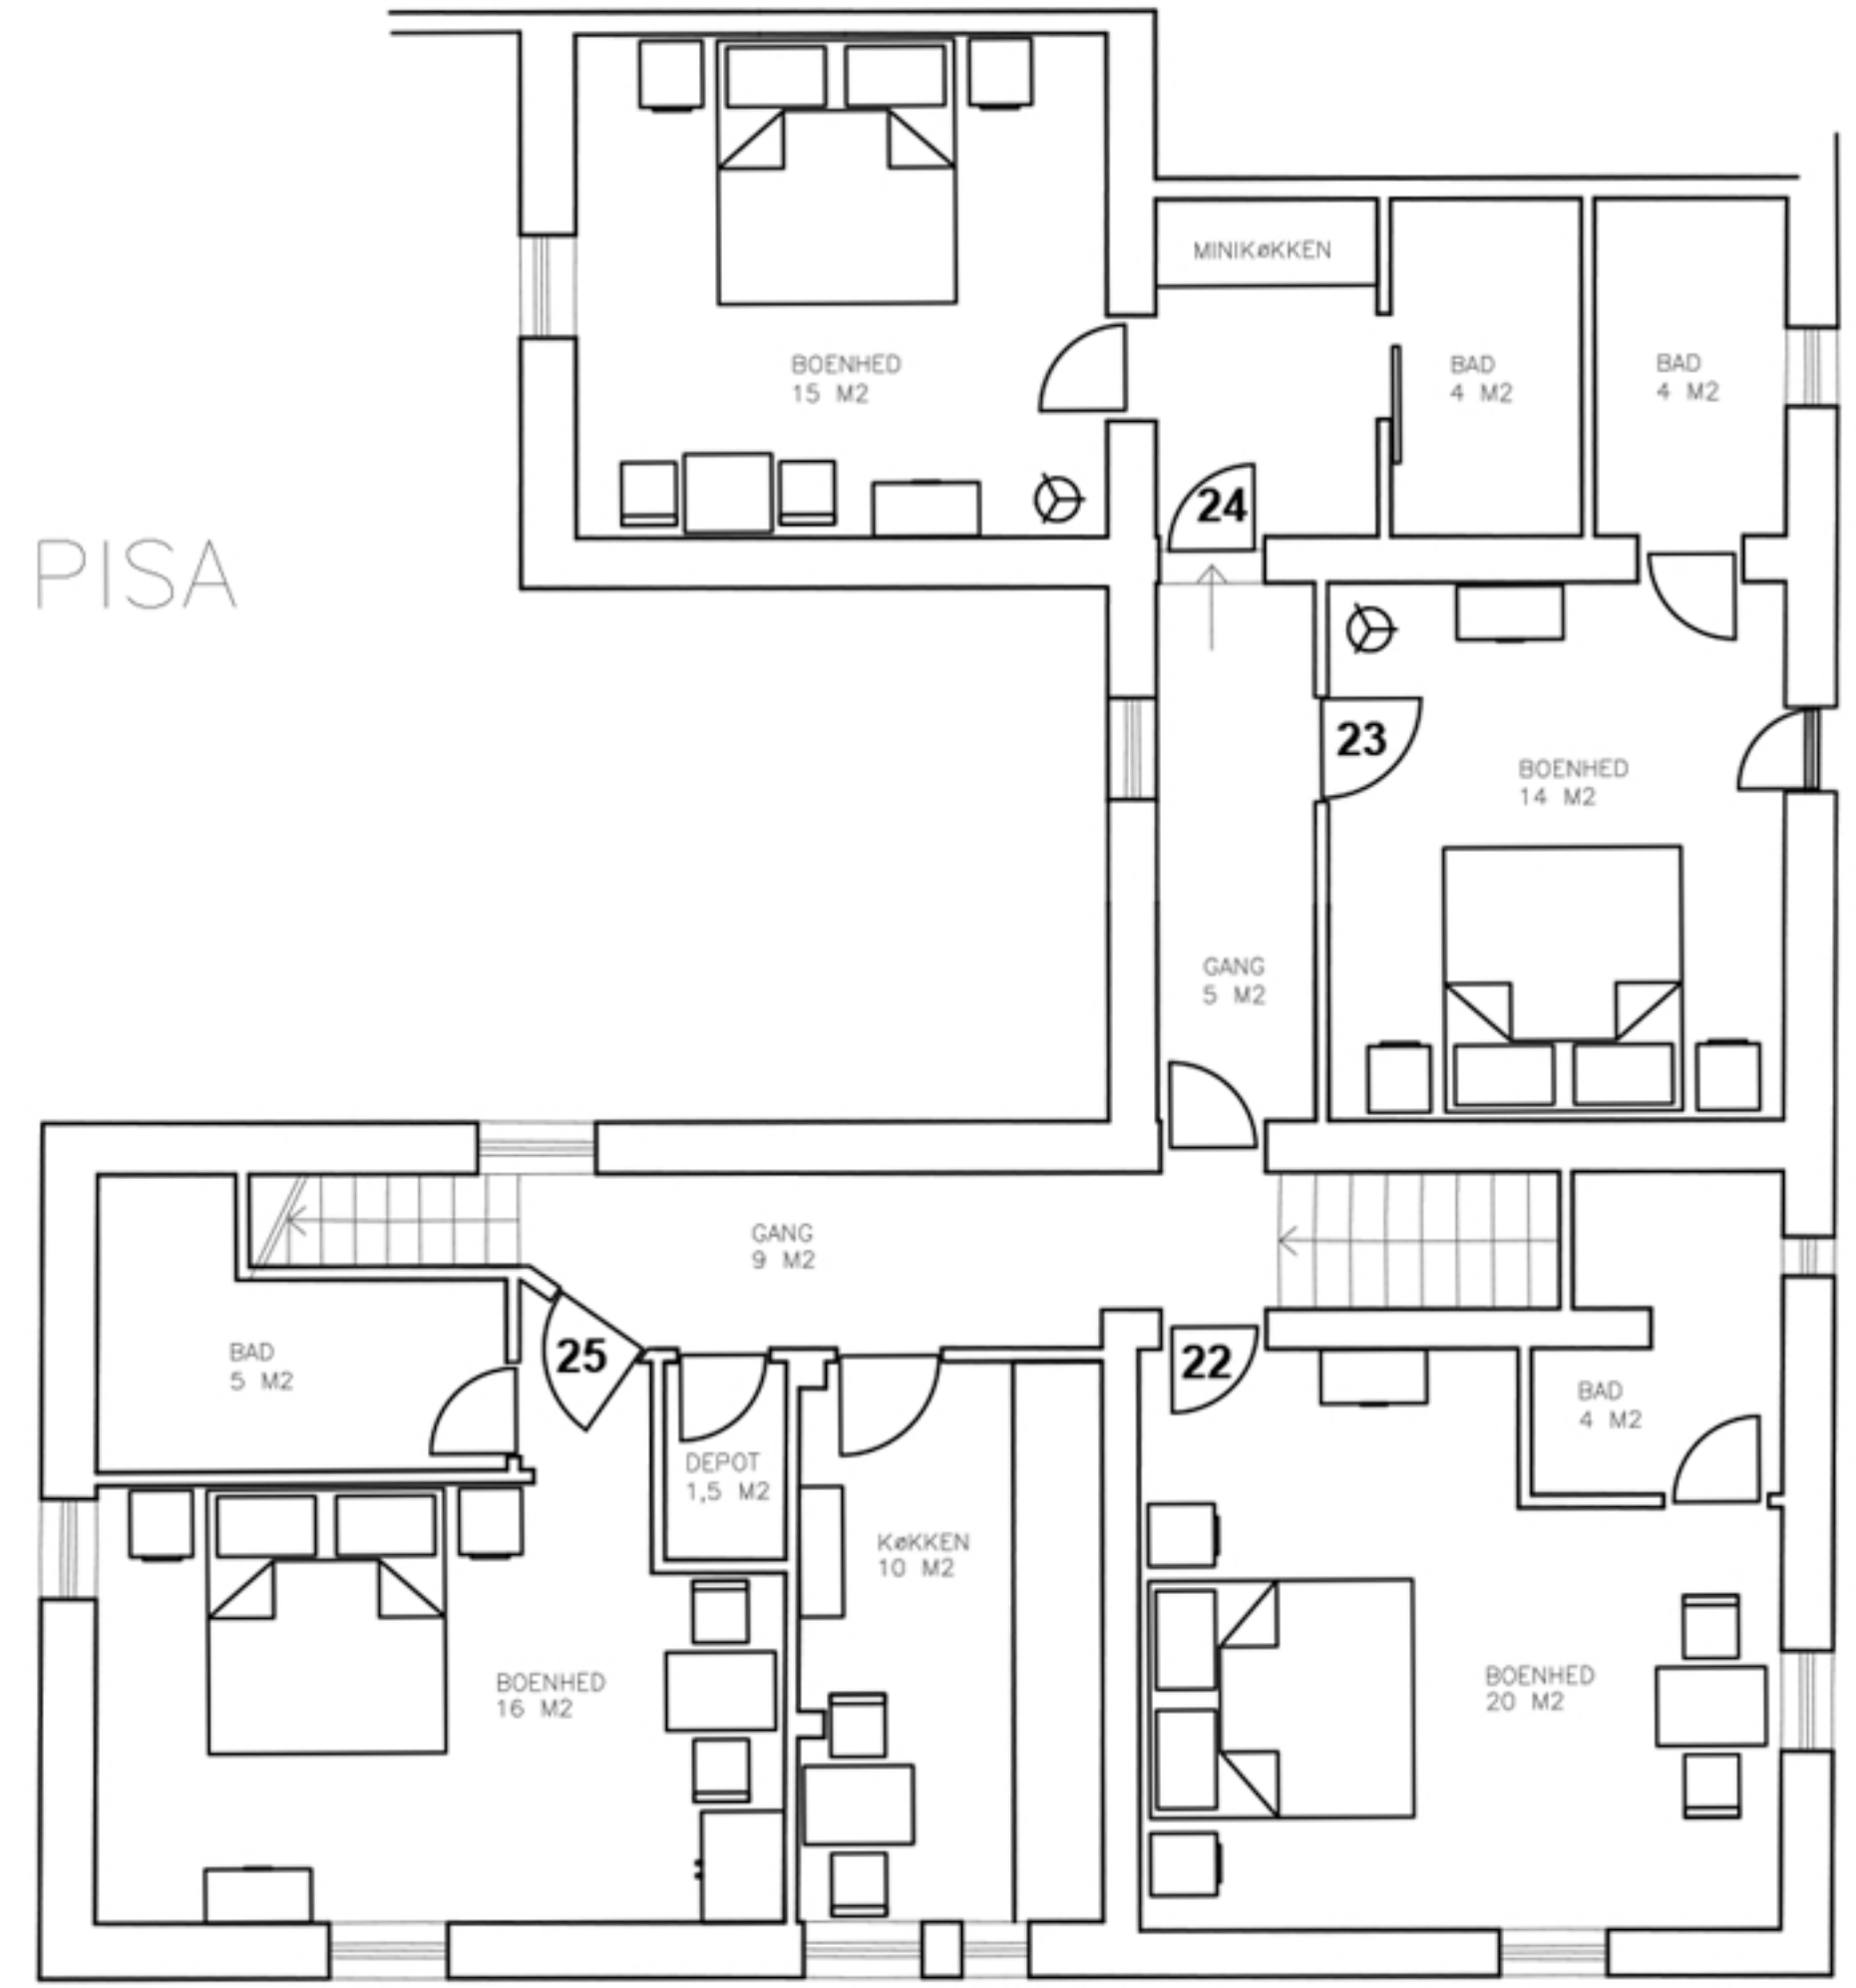 MINIKøKKEN
BOENHED
15 M2
BAD
4 M2
BAD
4 M2
24
PISA
23
BOENHED
14 M2
GANG
5 M2
GANG
9 M2
25
22
BAD
5 M2
BAD
4 M2
DEPOT
1,5 M2
KøKKEN
10 M2
BOENHED
16 M2
BOENHED
20 M2